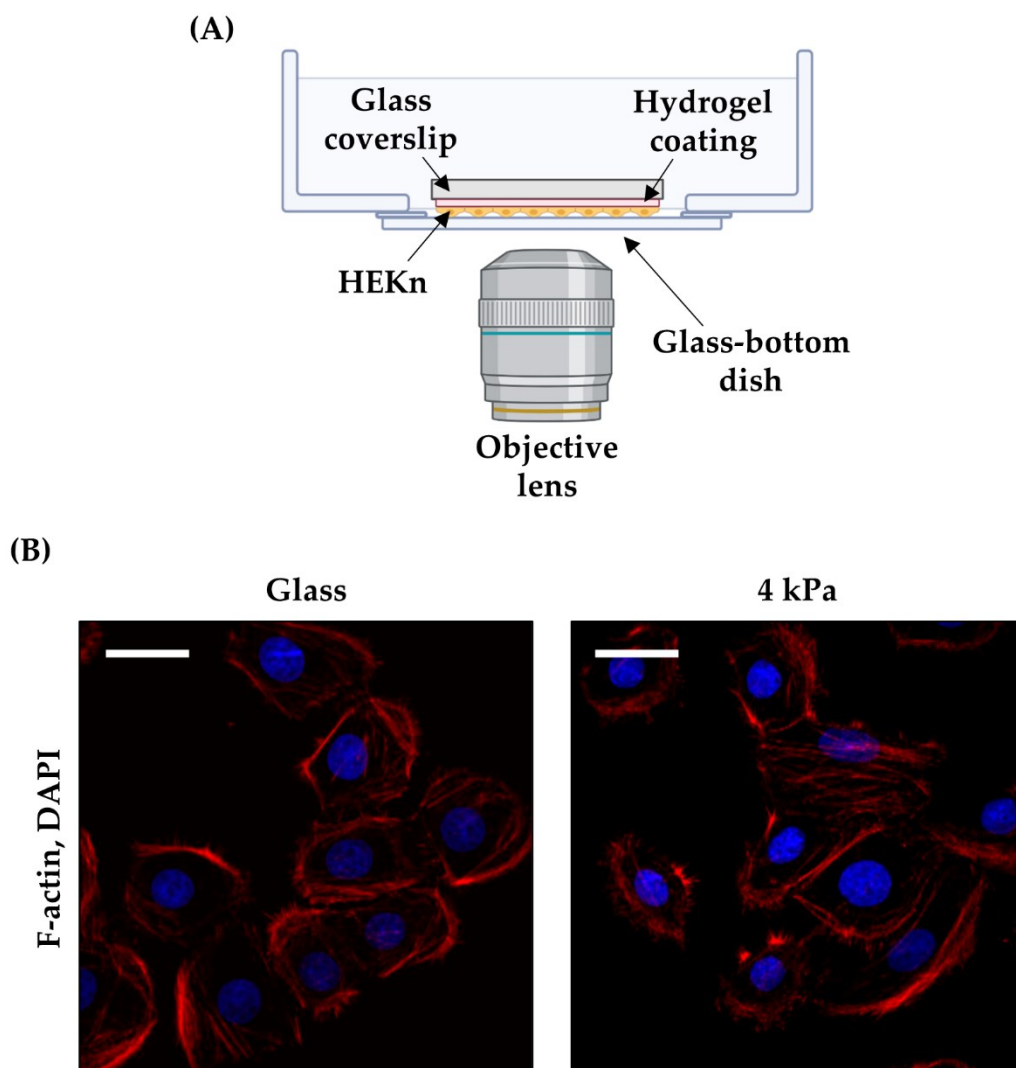 (A)
Glass
coverslip
Hydrogel
coating
HEKn
Glass-bottom
dish
Objective
lens
(B)
Glass
4 kPa
F-actin, DAPI